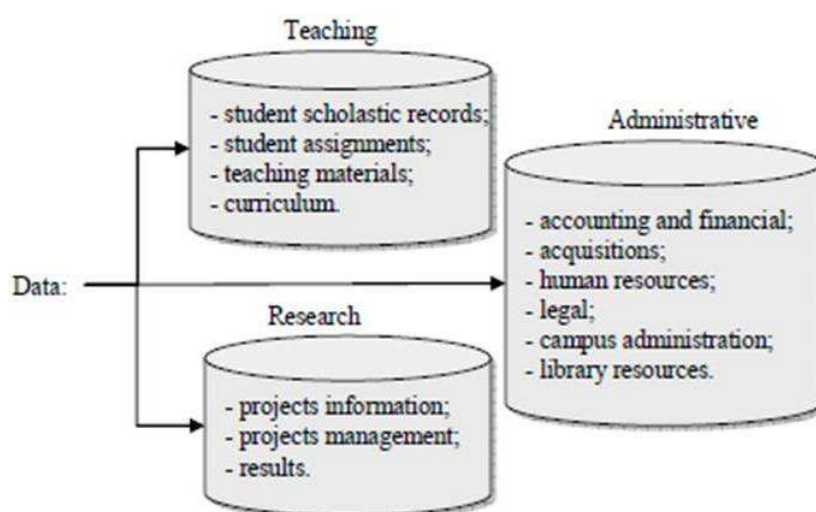 Teaching
- student scholastic records;
- student assignments;
- teaching materials;
- curriculum.
Administrative
- accounting and financial;
- acquisitions;
- human resources;
- legal;
- campus administration;
- library resources.
Data:
Research
- projects information;
- projects management;
- results.